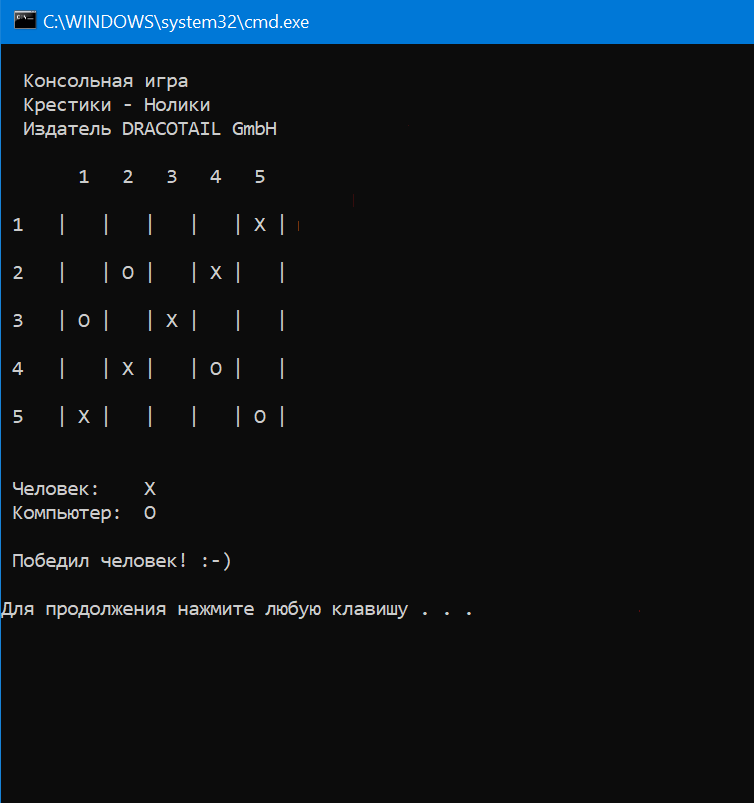 C:\WINDOWS\system32\cmd.exe
Консольная игра
Крестики - Нолики
Издатель DRACOTAIL GmbH
1 2 3 4 5
1 | | | | | X |
2 | | O | | X | |
3 | O | | X | | |
4 | | X | | O | |
5 | X | | | | O |
Человек: X
Компьютер: O
Победил человек! :-)
Для продолжения нажмите любую клавишу . . .